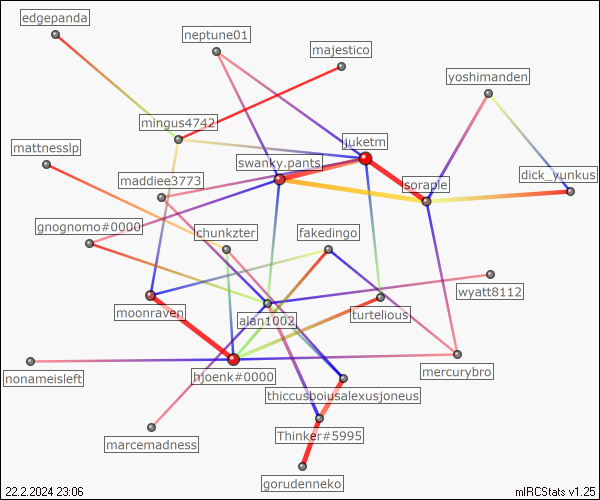 edgepanda
neptune01
majestico
yoshimanden
mingus4742
juketm
mattnesslp
swanky.pants
dick_yunkus
maddiee3773
sorapie
gnognomo#0000
chunkzter
fakedingo
wyatt8112
moonraven
alan1002
turtelious
nonameisleft
hjoenk#0000
mercurybro
thiccusboiusalexusjoneus
marcemadness
Thinker#5995
gorudenneko
22.2.2024 23:06
mIRCStats v1.25